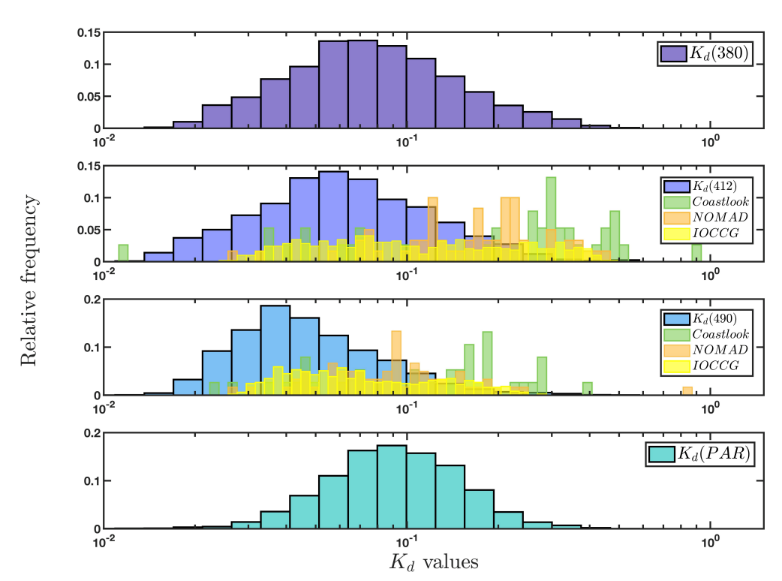 0.15
K_d(380)
0.1
0.05
0
10^-2 10^-1 10^0
0.15
K_d(412)
Coastlook
NOMAD
IOCCG
0.1
0.05
0
10^-2 10^-1 10^0
Relative frequency
0.2
K_d(490)
Coastlook
NOMAD
IOCCG
0.1
0
10^-2 10^-1 10^0
0.2
K_d(PAR)
0.1
0
10^-2 10^-1 10^0
K_d values